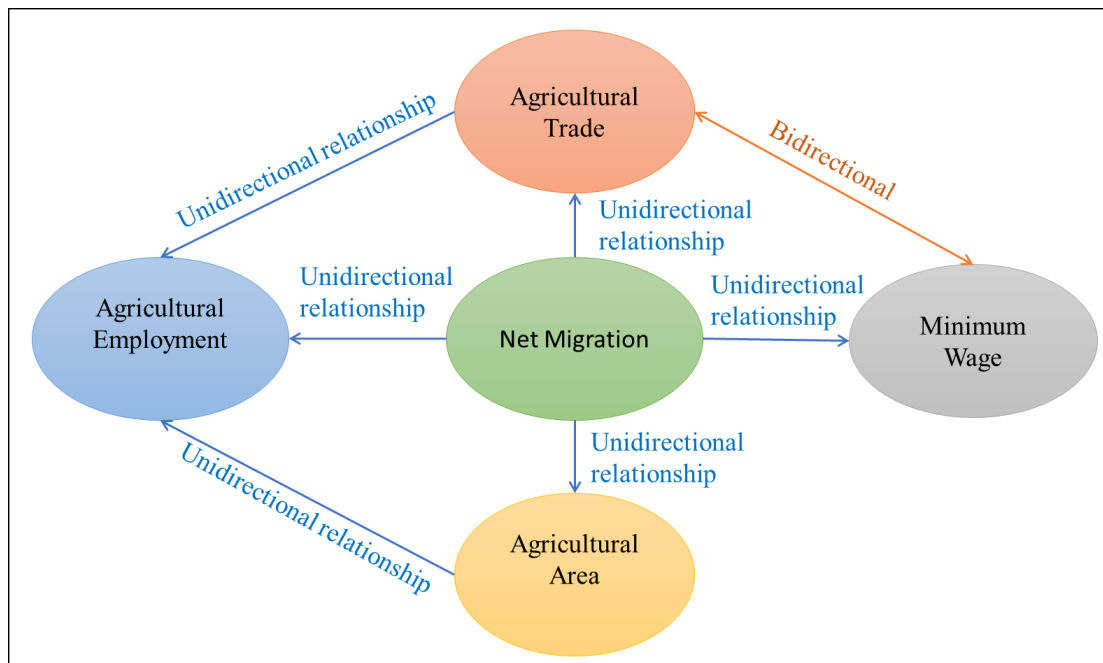 Agricultural
Trade
Unidirectional relationship
Bidirectional
Unidirectional
relationship
Agricultural
Employment
Unidirectional
relationship
Net Migration
Unidirectional
relationship
Minimum
Wage
Unidirectional
relationship
Unidirectional relationship
Agricultural
Area